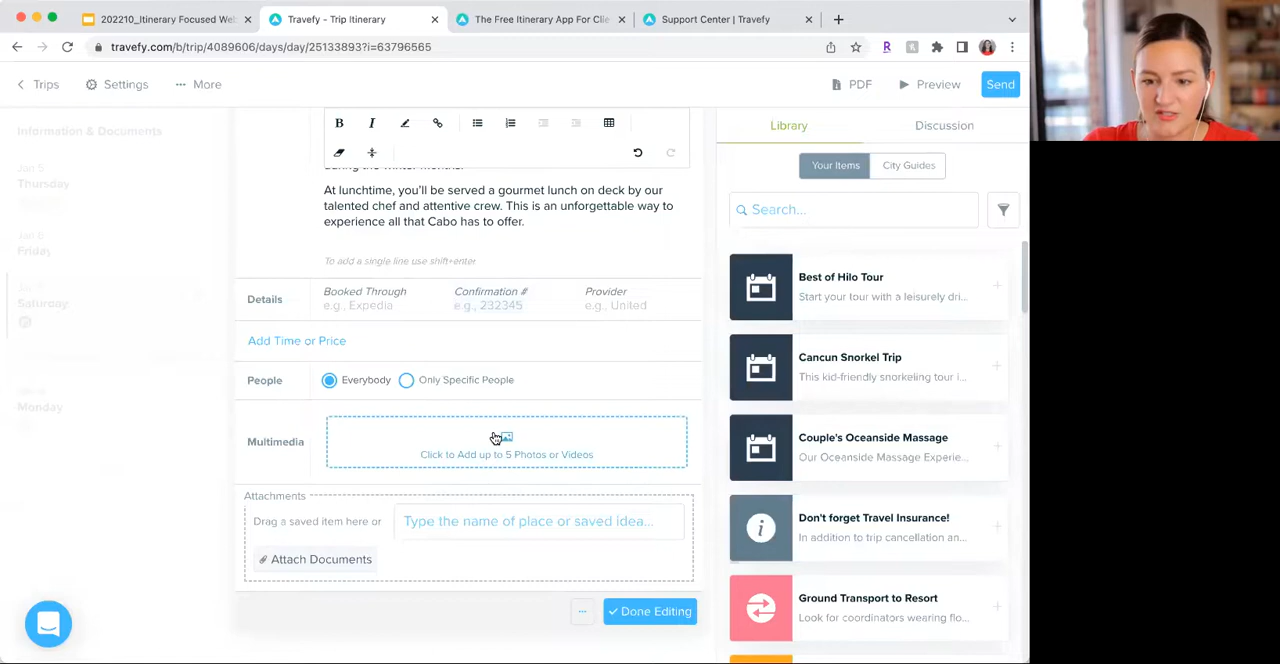 202210_Itinerary Focused Web
Travefy - Trip Itinerary
The Free Itinerary App For Clie
Support Center | Travefy
travefy.com/b/trip/4089606/days/day/25133893?i=63796565
R
Trips
Settings
More
PDF
Preview
Send
Information & Documents
Jan 5
Thursday
Jan 6
Friday
Saturday
Monday
B
I
At lunchtime, you'll be served a gourmet lunch on deck by our
talented chef and attentive crew. This is an unforgettable way to
experience all that Cabo has to offer.
To add a single line use shift+enter
Details
Booked Through
e.g., Expedia
Confirmation #
e.g., 232345
Provider
e.g., United
Add Time or Price
People
Everybody
Only Specific People
Multimedia
Click to Add up to 5 Photos or Videos
Attachments
Drag a saved item here or
Type the name of place or saved idea...
Attach Documents
Done Editing
Library
Discussion
Your Items
City Guides
Search...
Best of Hilo Tour
Start your tour with a leisurely dri...
Cancun Snorkel Trip
This kid-friendly snorkeling tour i...
Couple's Oceanside Massage
Our Oceanside Massage Experie...
Don't forget Travel Insurance!
In addition to trip cancellation an...
Ground Transport to Resort
Look for coordinators wearing flo...